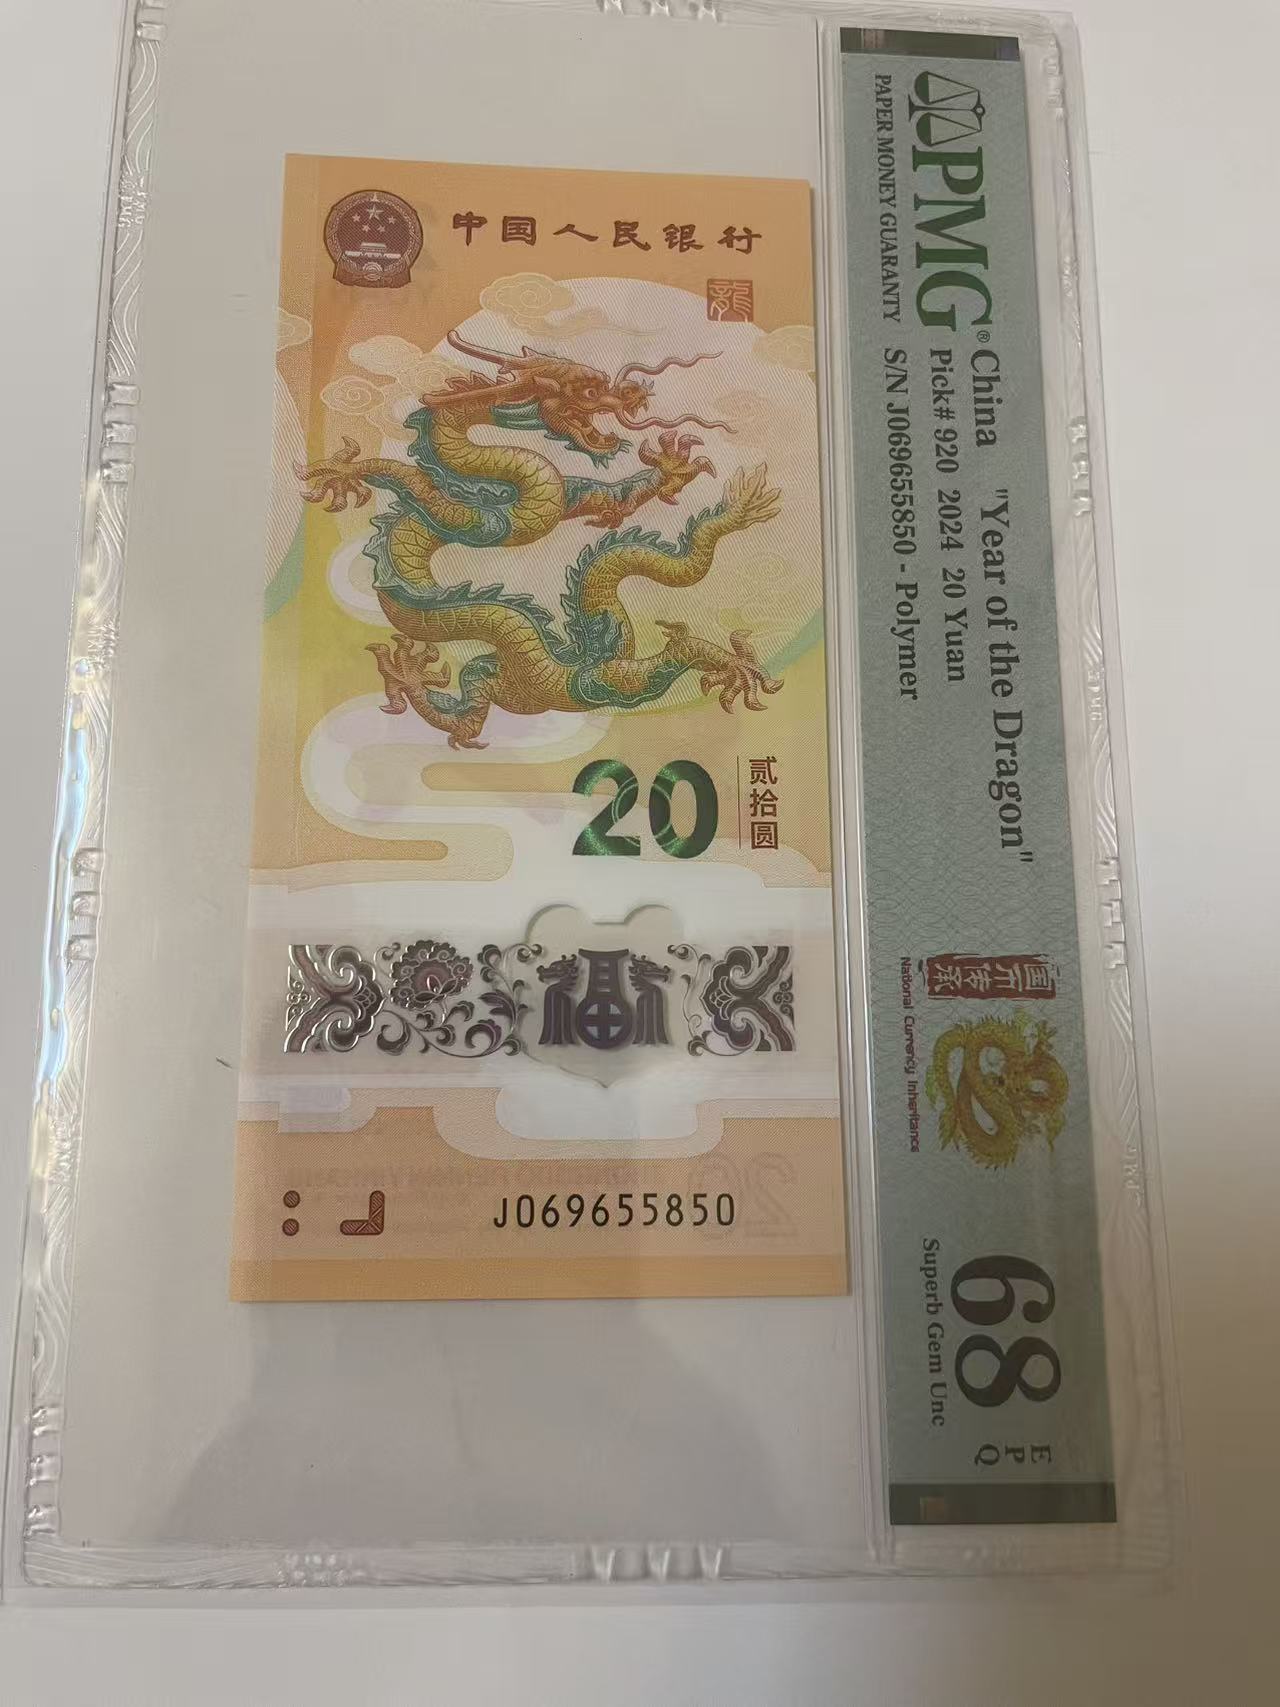 中国人民银行
龍
20
贰拾圆
福
J069655850
PMG®
PAPER MONEY GUARANTY
China "Year of the Dragon"
Pick# 920 2024 20 Yuan
S/N J069655850 - Polymer
国币传承
National Currency Inheritance
68
Superb Gem Unc
E
P
Q